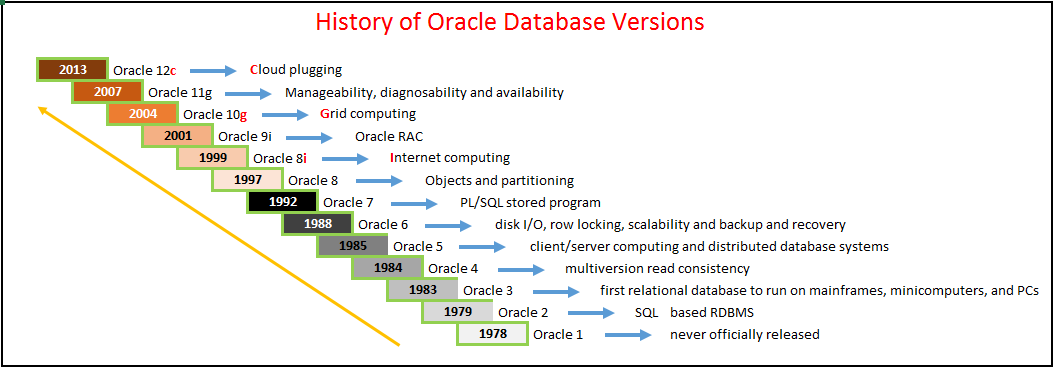 History of Oracle Database Versions
2013 Oracle 12c Cloud plugging
2007 Oracle 11g Manageability, diagnosability and availability
2004 Oracle 10g Grid computing
2001 Oracle 9i Oracle RAC
1999 Oracle 8i Internet computing
1997 Oracle 8 Objects and partitioning
1992 Oracle 7 PL/SQL stored program
1988 Oracle 6 disk I/O, row locking, scalability and backup and recovery
1985 Oracle 5 client/server computing and distributed database systems
1984 Oracle 4 multiversion read consistency
1983 Oracle 3 first relational database to run on mainframes, minicomputers, and PCs
1979 Oracle 2 SQL based RDBMS
1978 Oracle 1 never officially released